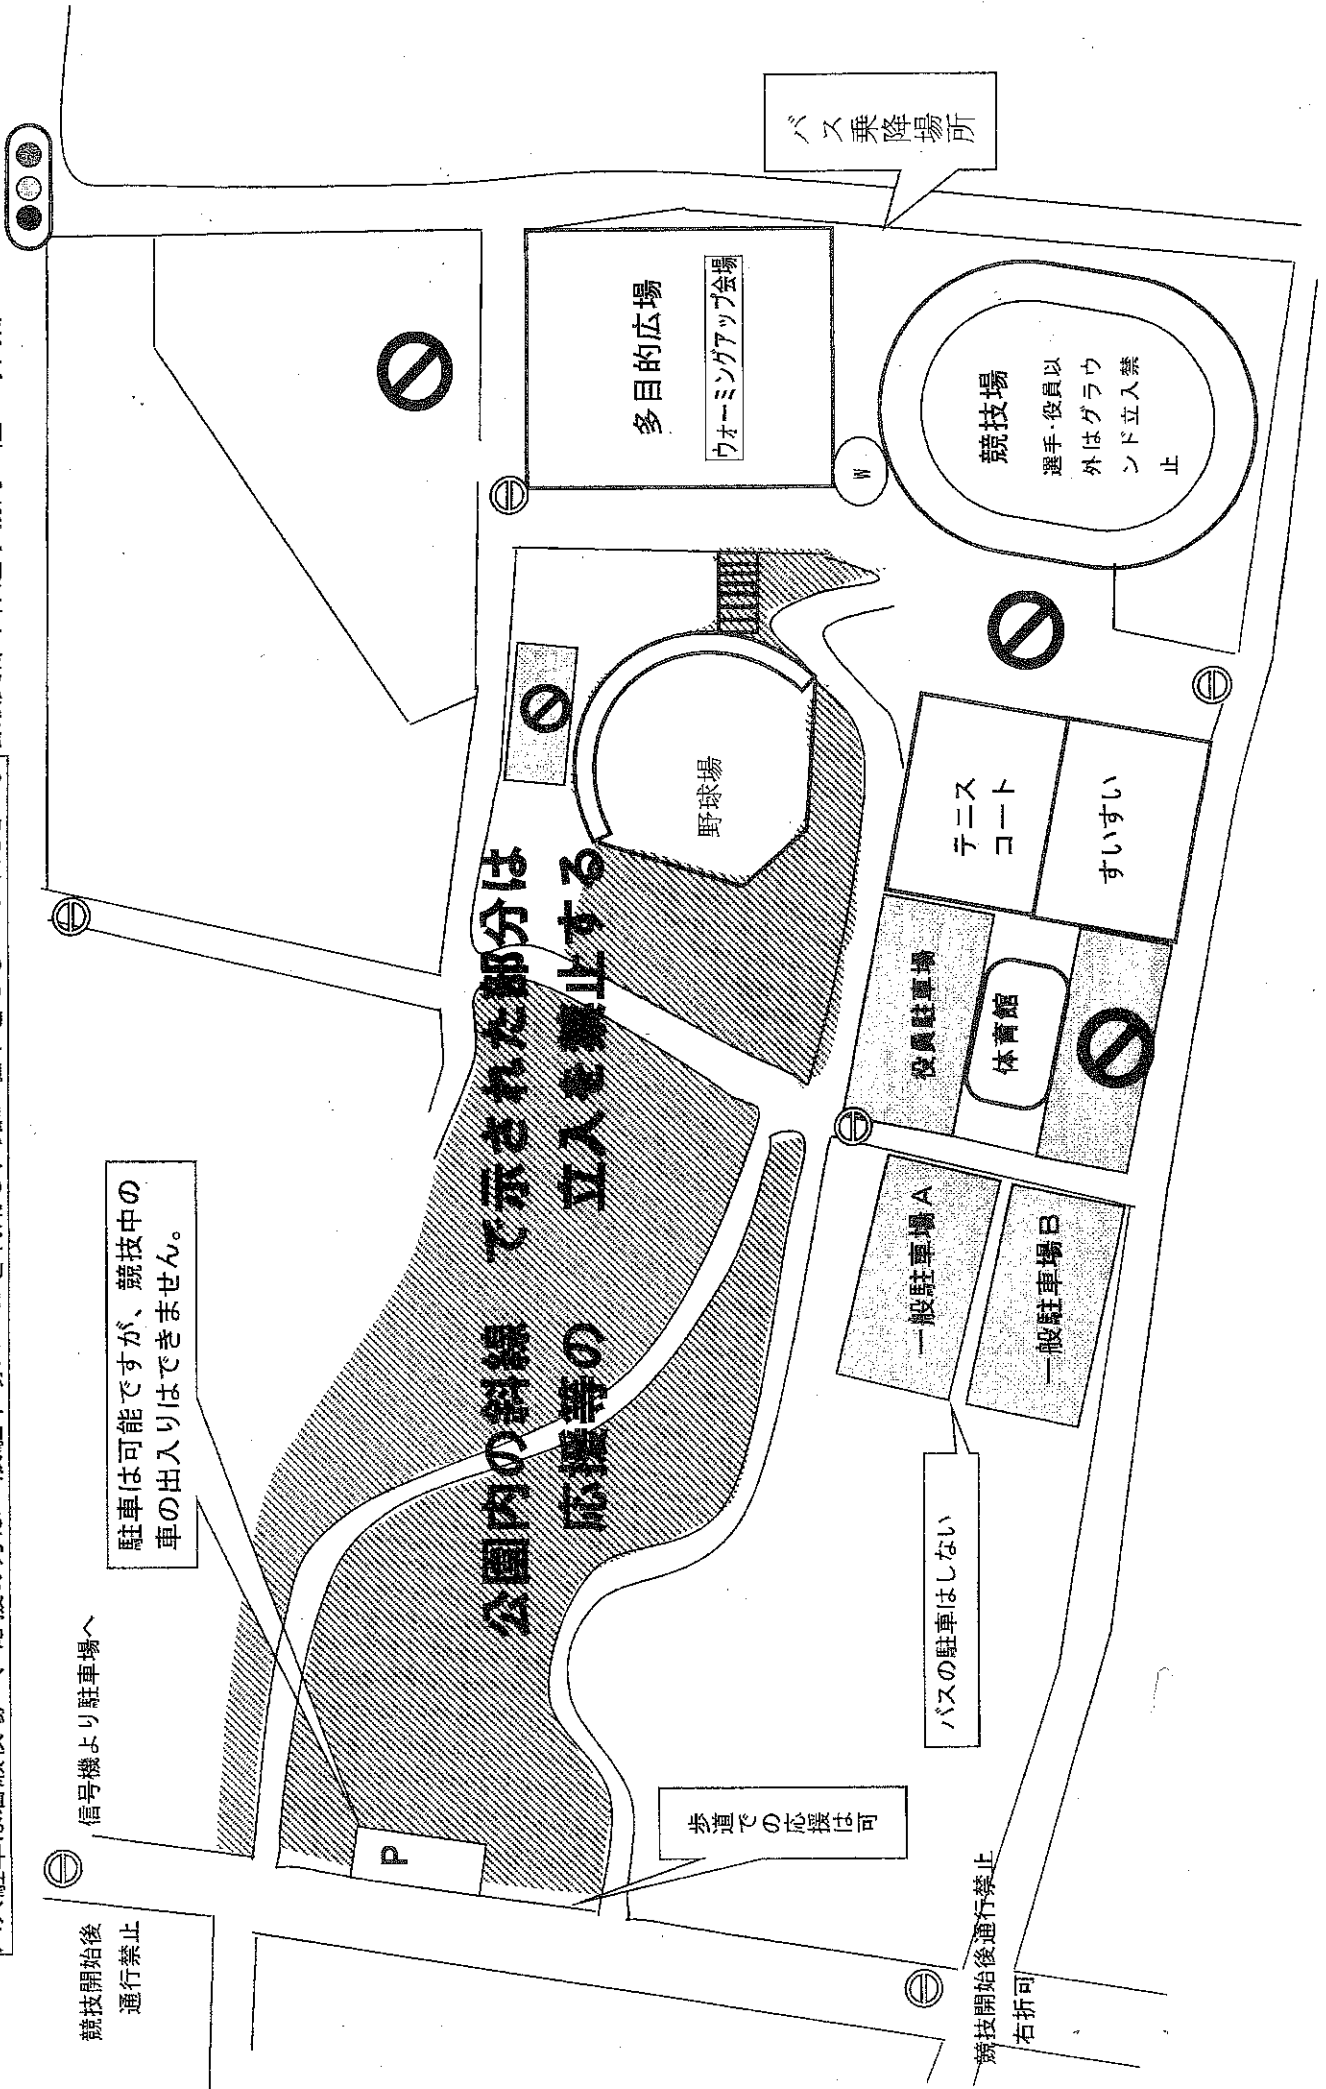 競技開始後
通行禁止
信号機より駐車場へ
駐車は可能ですが、競技中の
車の出入りはできません。
P
公園内の斜線 で示された部分は
応援等の 立入を禁止する
歩道での応援は可
競技開始後通行禁止
右折可
バスの駐車はしない
一般駐車場A
一般駐車場B
役員駐車場
体育館
テニス
コート
すいすい
野球場
多目的広場
ウォーミングアップ会場
W
競技場
選手・役員以
外はグラウ
ンド立入禁
止
バス乗降場所